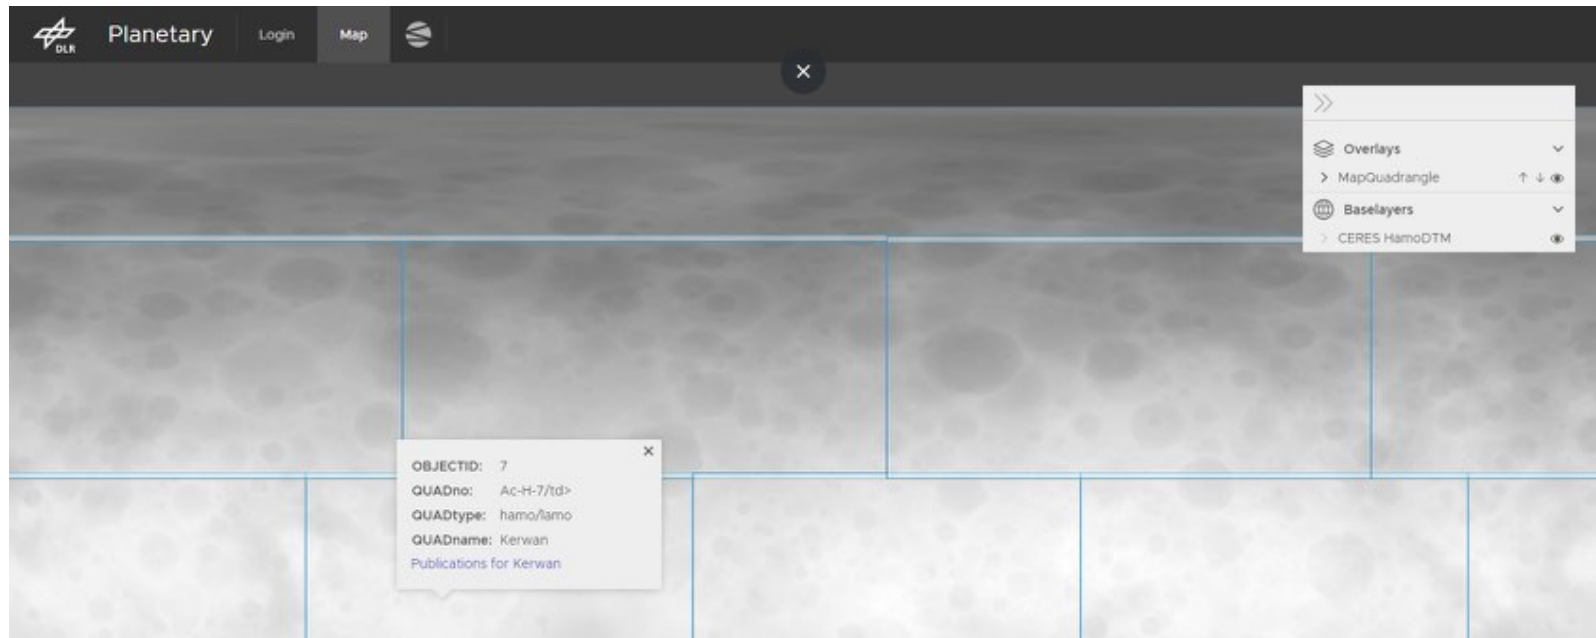 DLR Planetary Login Map
Overlays
MapQuadrangle
Baselayers
CERES HamoDTM
OBJECTID: 7
QUADno: Ac-H-7/td>
QUADtype: hamo/lamo
QUADname: Kerwan
Publications for Kerwan